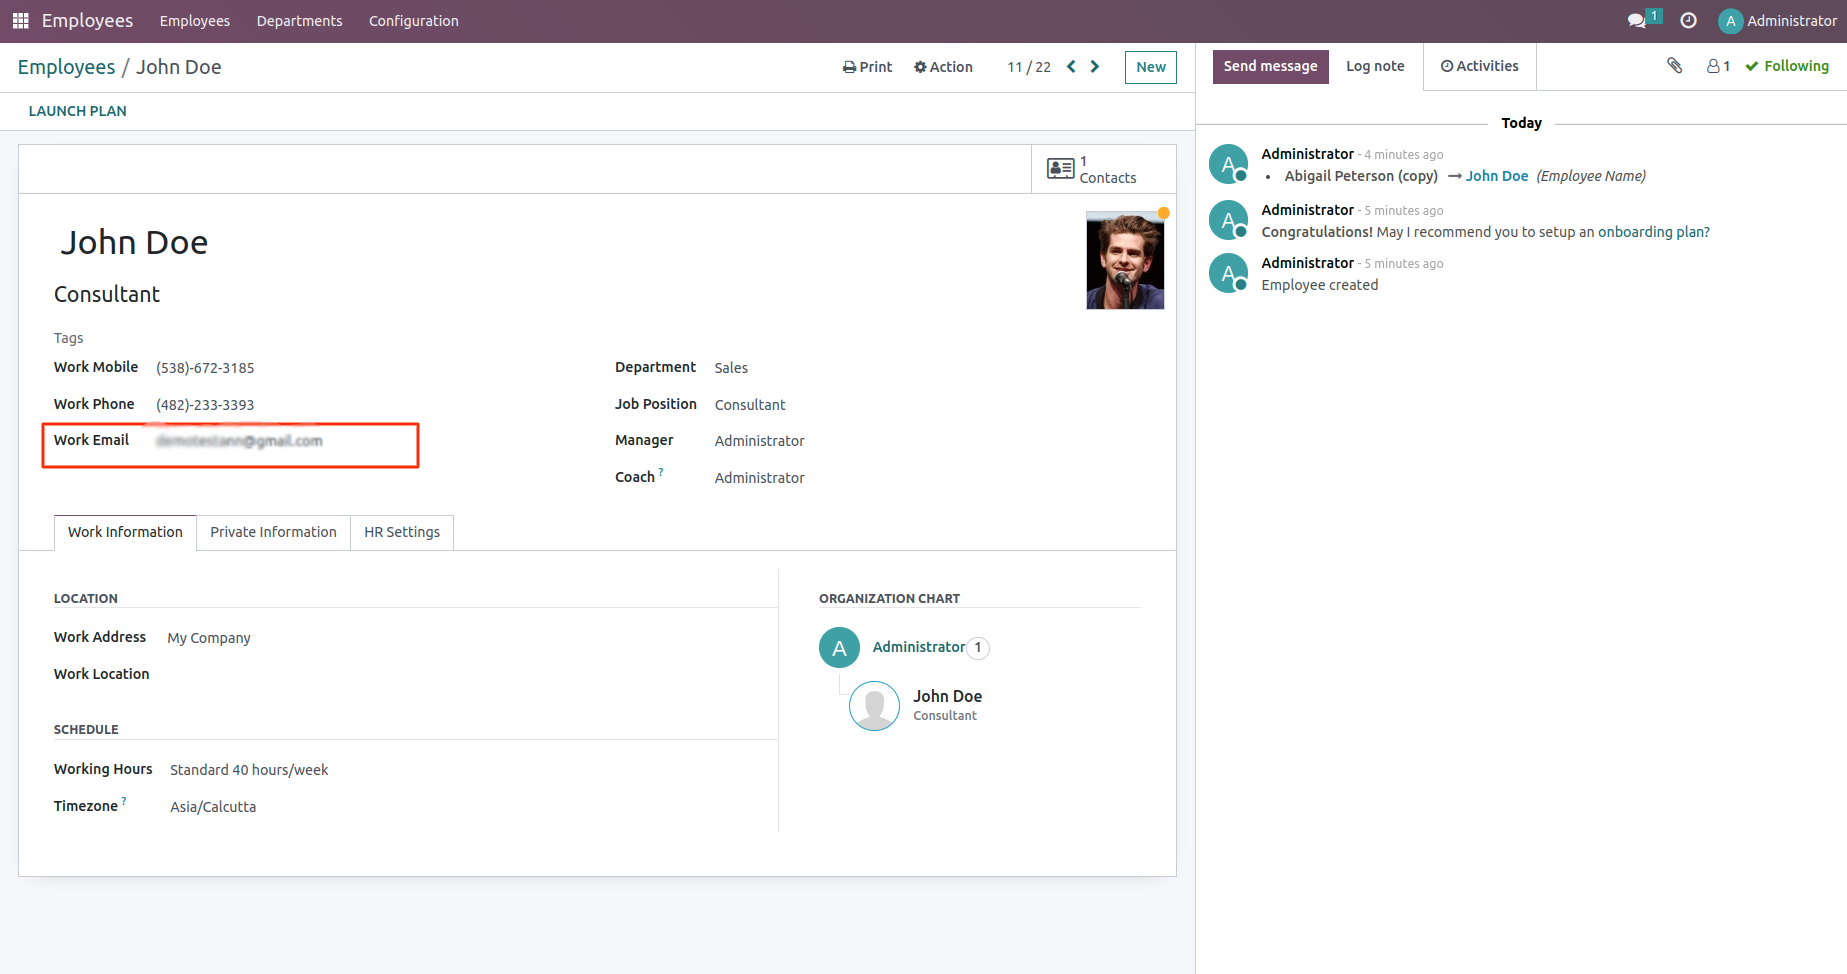 Employees Employees Departments Configuration 1 A Administrator
Employees / John Doe Print Action 11 / 22 New
LAUNCH PLAN
1
Contacts
John Doe
Consultant
Tags
Work Mobile (538)-672-3185
Work Phone (482)-233-3393
Work Email @gmail.com
Department Sales
Job Position Consultant
Manager Administrator
Coach ? Administrator
Work Information Private Information HR Settings
LOCATION
Work Address My Company
Work Location
SCHEDULE
Working Hours Standard 40 hours/week
Timezone ? Asia/Calcutta
ORGANIZATION CHART
A Administrator 1
John Doe
Consultant
Send message Log note Activities 1 Following
Today
A Administrator - 4 minutes ago
• Abigail Peterson (copy) → John Doe (Employee Name)
A Administrator - 5 minutes ago
Congratulations! May I recommend you to setup an onboarding plan?
A Administrator - 5 minutes ago
Employee created